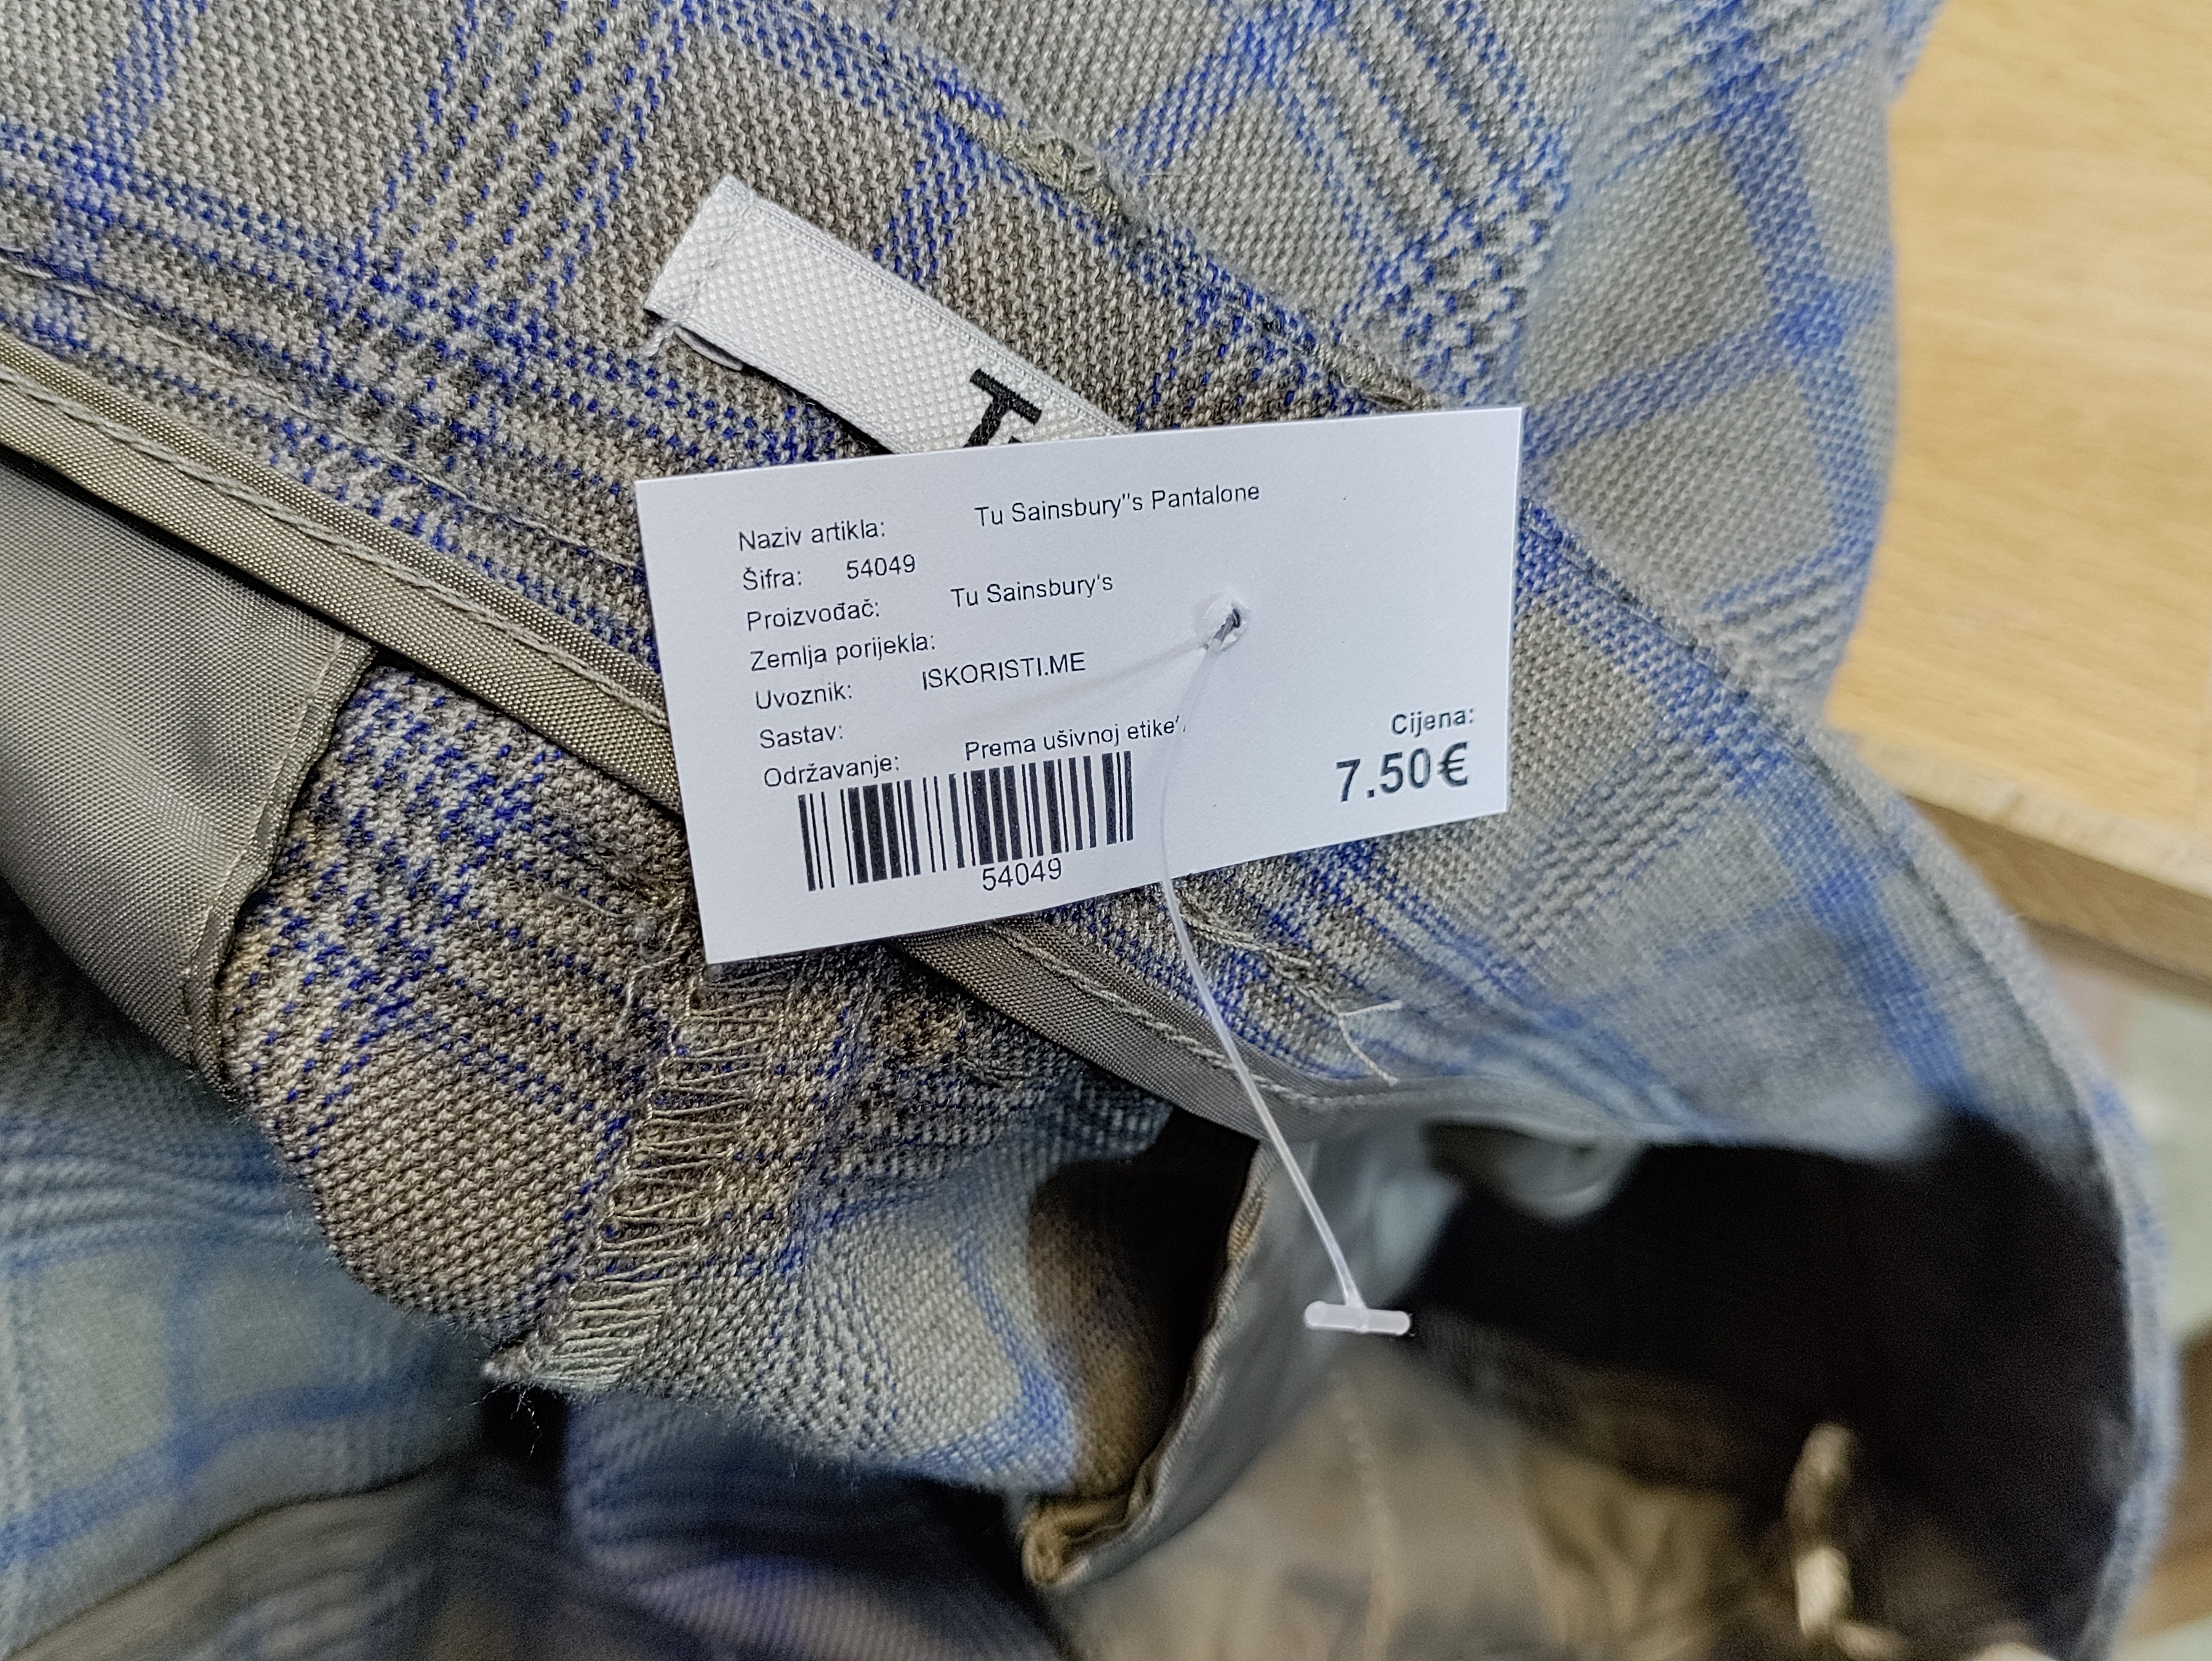 Naziv artikla: Tu Sainsbury"s Pantalone
Šifra: 54049
Proizvođač: Tu Sainsbury's
Zemlja porijekla:
Uvoznik: ISKORISTI.ME
Sastav:
Održavanje: Prema ušivnoj
Cijena:
7.50€
54049